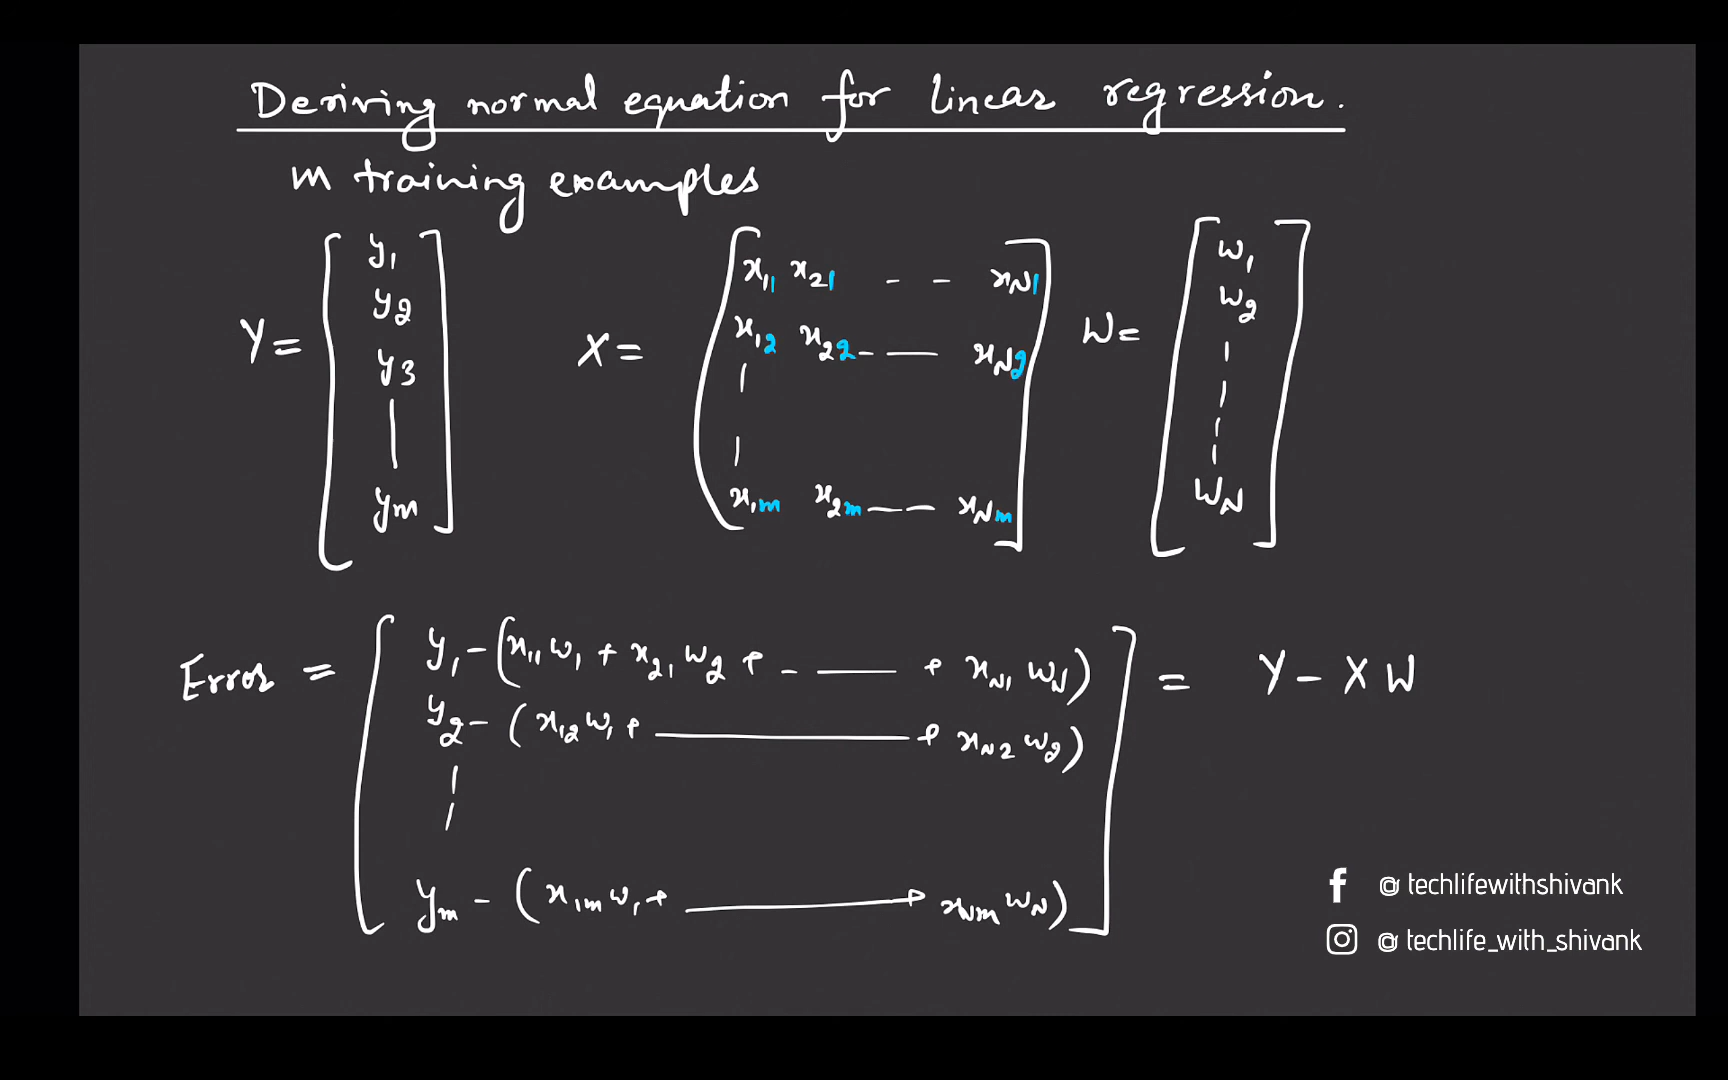 Deriving normal equation for linear regression.
m training examples
Y = [ y1 y2 y3 | ym ]
X = [ x11 x21 - - xN1
x12 x22 - — xN2
x1m x2m — — xNm ]
W = [ w1 w2 | wN ]
Error = [ y1 - (x11 w1 + x21 w2 + - — + xN1 wN) ] = Y - X W
y2 - (x12 w1 + — + xN2 w2)
ym - (x1m w1 + — + xNm wN)
@ techlifewithshivank
@ techlife_with_shivank